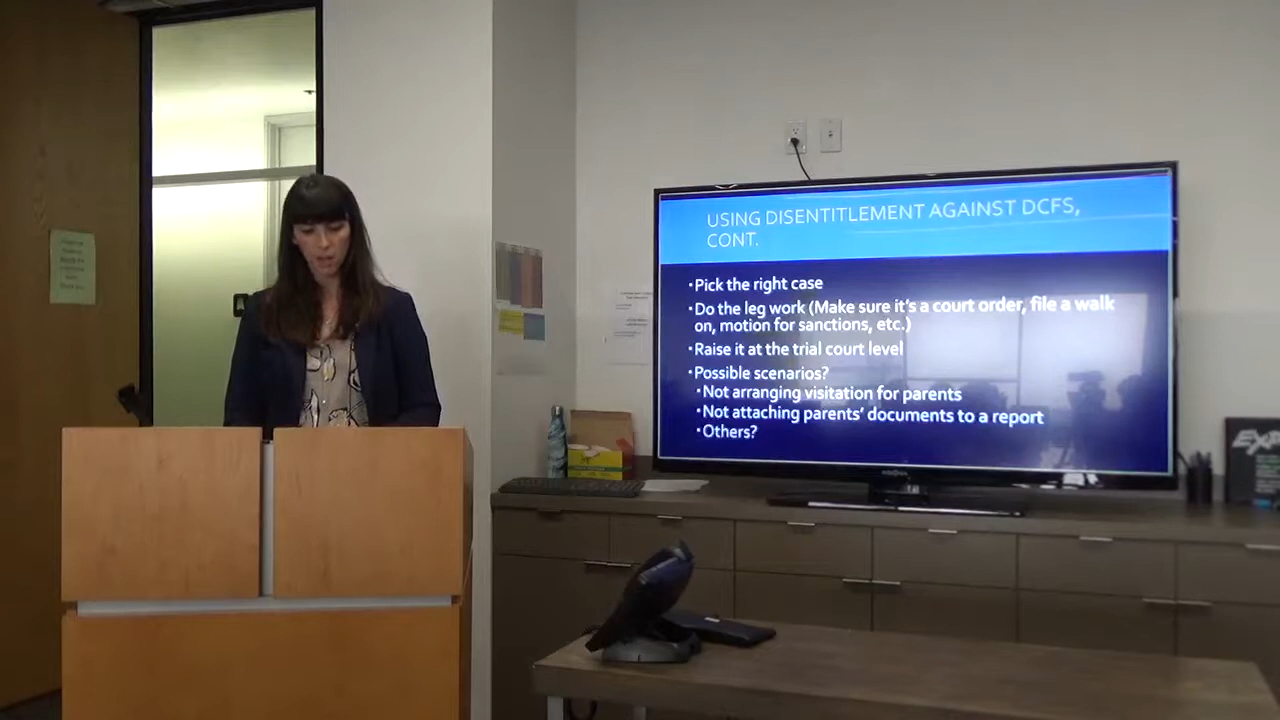 USING DISENTITLEMENT AGAINST DCFS,
CONT.
•Pick the right case
•Do the leg work (Make sure it's a court order, file a walk
on, motion for sanctions, etc.)
•Raise it at the trial court level
•Possible scenarios?
•Not arranging visitation for parents
•Not attaching parents' documents to a report
•Others?